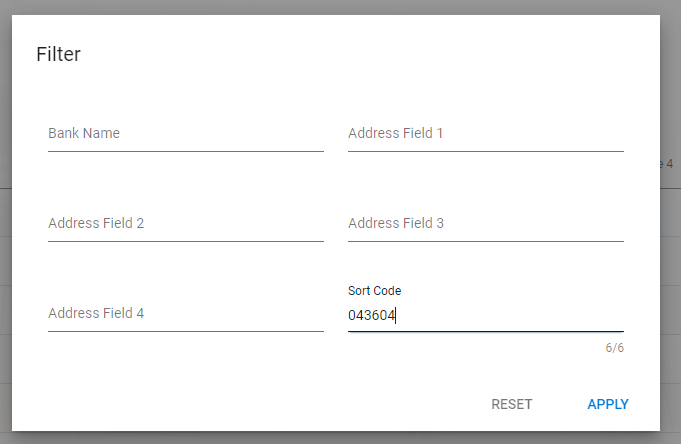 Filter
Bank Name
Address Field 1
e 4
Address Field 2
Address Field 3
Sort Code
Address Field 4
043604
6/6
RESET
APPLY